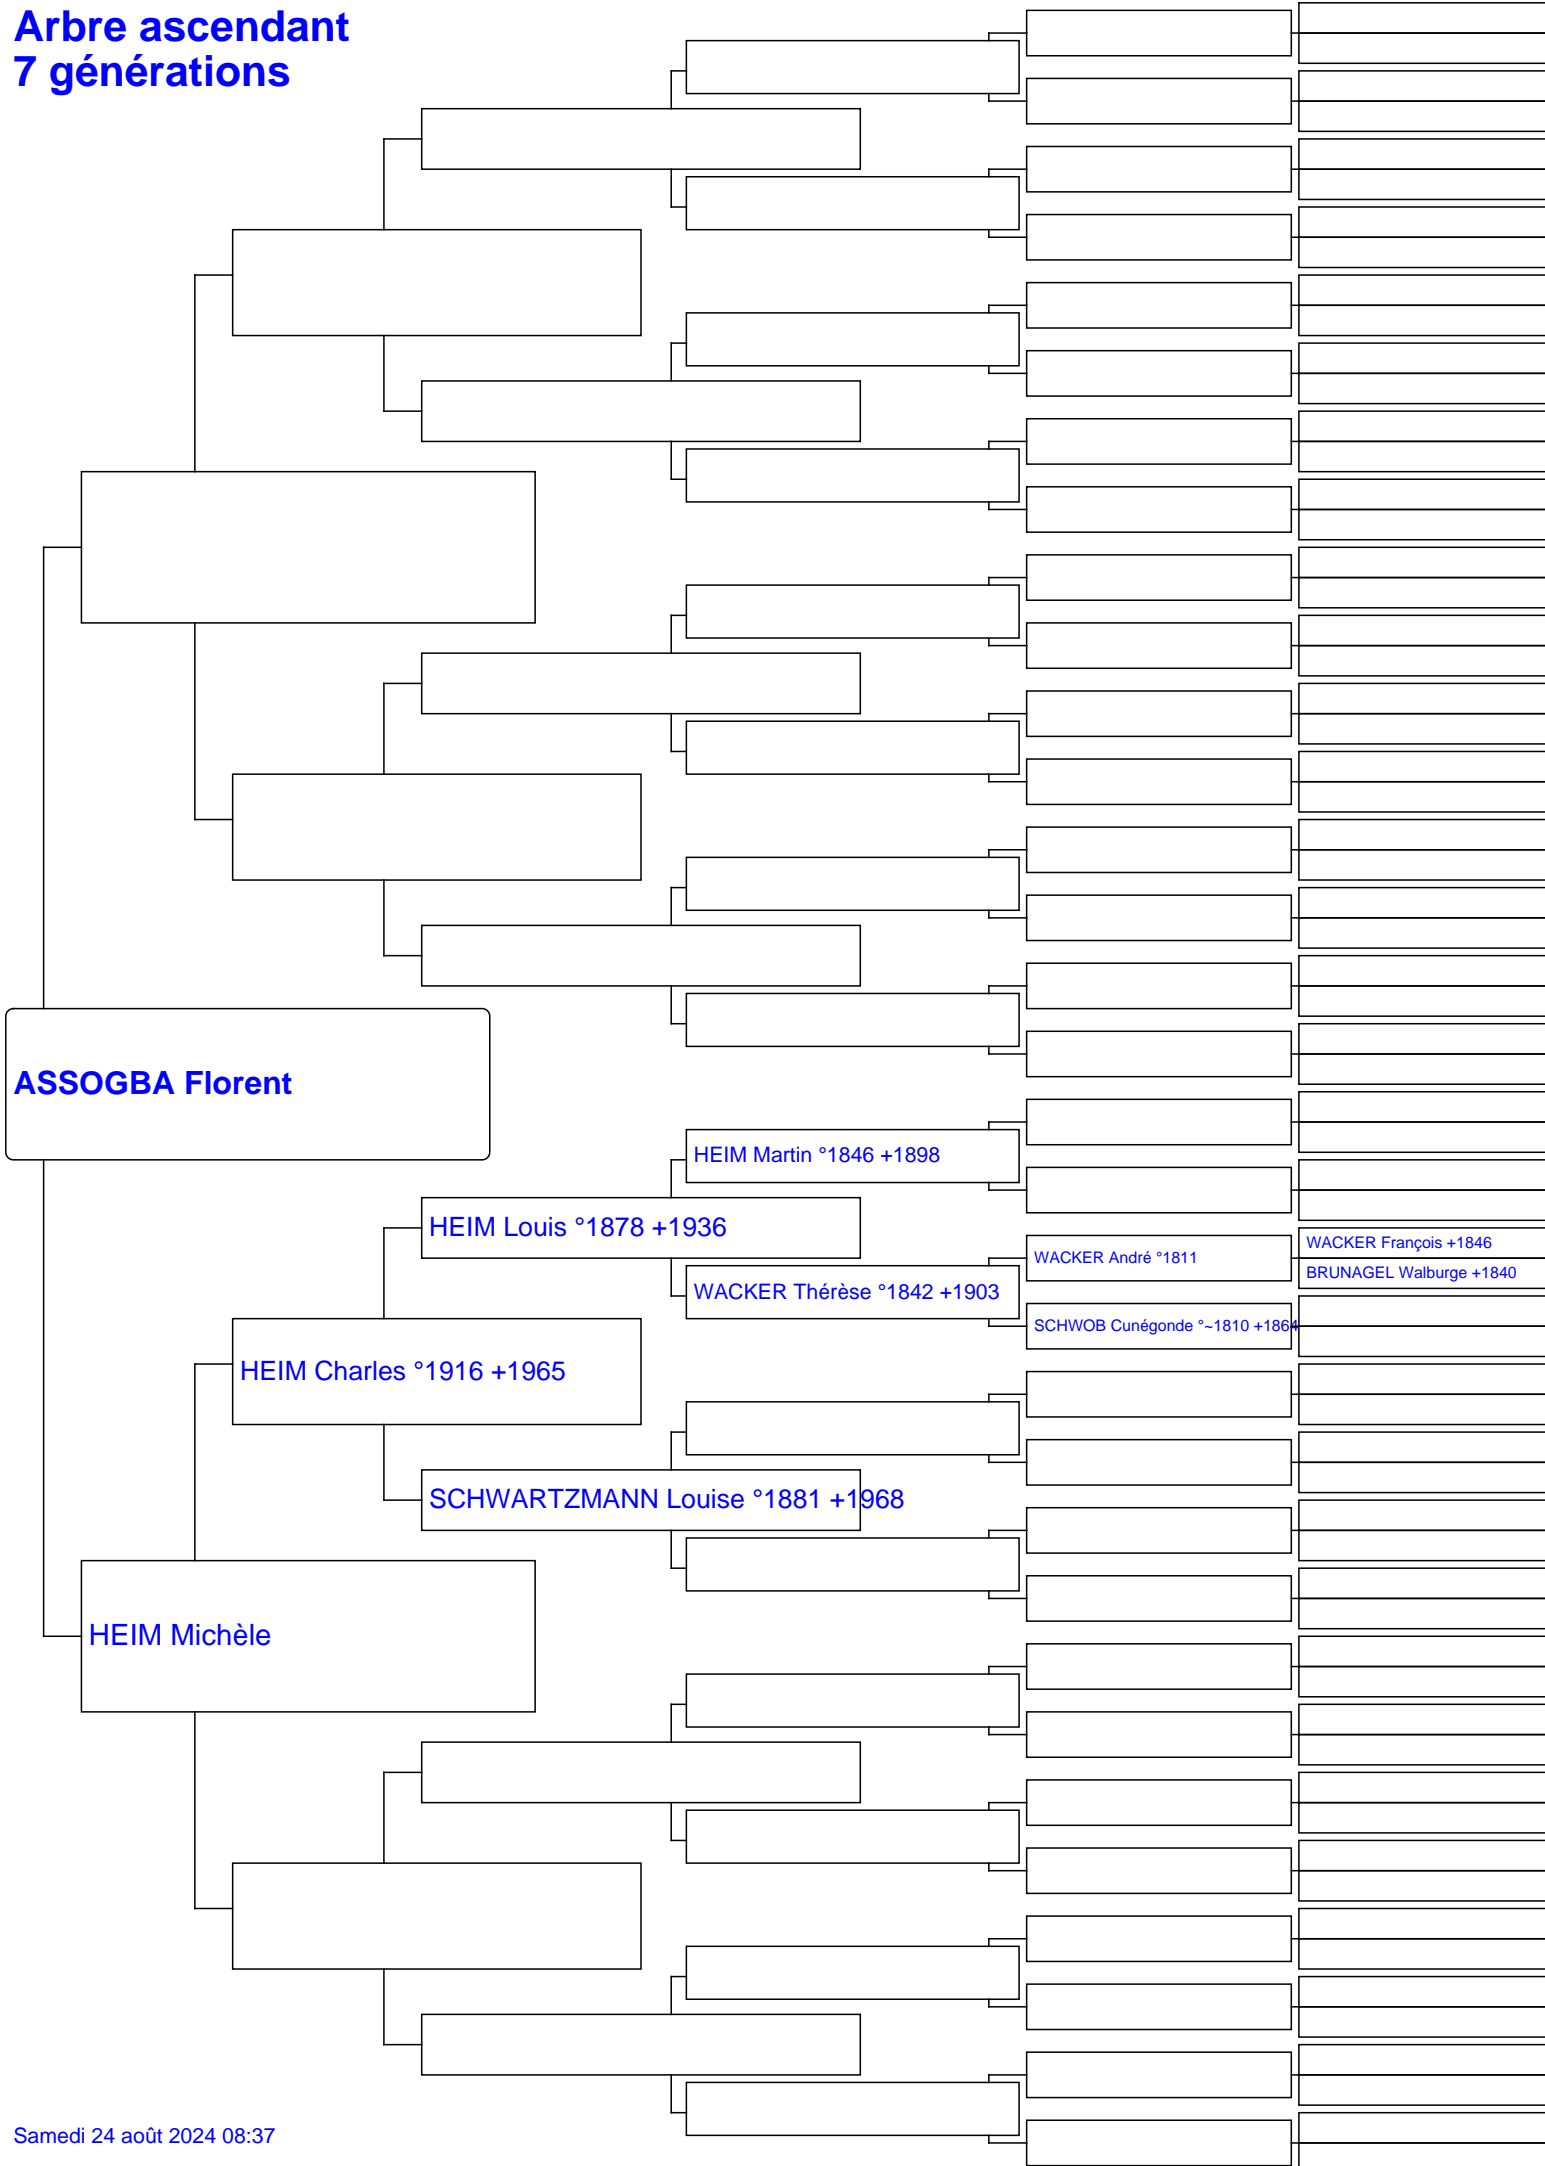 Arbre ascendant
7 générations
ASSOGBA Florent
HEIM Martin °1846 +1898
HEIM Louis °1878 +1936
WACKER François +1846
WACKER André °1811
BRUNAGEL Walburge +1840
WACKER Thérèse °1842 +1903
SCHWOB Cunégonde °~1810 +1864
HEIM Charles °1916 +1965
SCHWARTZMANN Louise °1881 +1968
HEIM Michèle
Samedi 24 août 2024 08:37